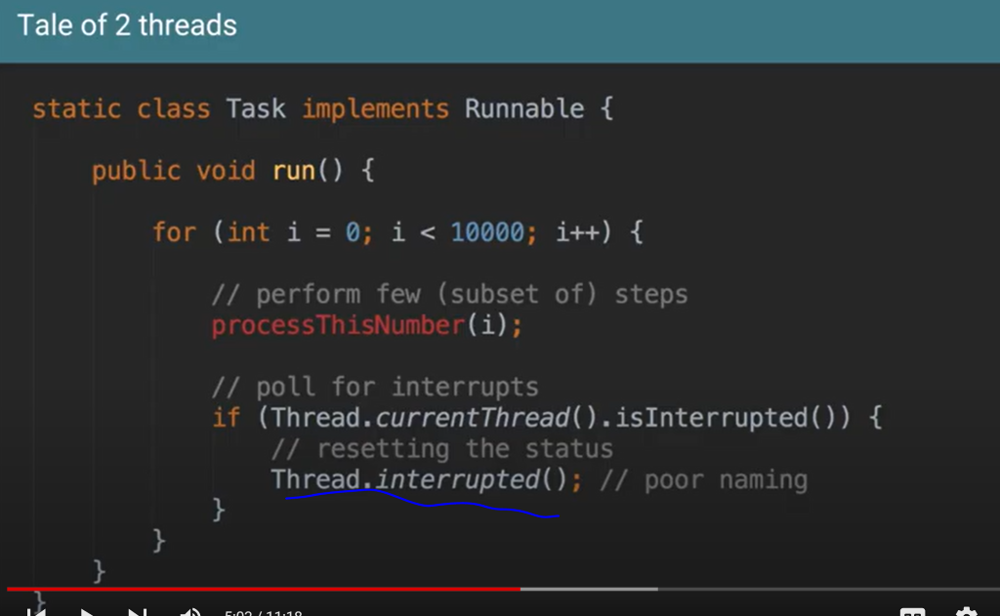 Tale of 2 threads
static class Task implements Runnable {
public void run() {
for (int i = 0; i < 10000; i++) {
// perform few (subset of) steps
processThisNumber(i);
// poll for interrupts
if (Thread.currentThread().isInterrupted()) {
// resetting the status
Thread.interrupted(); // poor naming
}
}
}
}
5:02 / 11:18